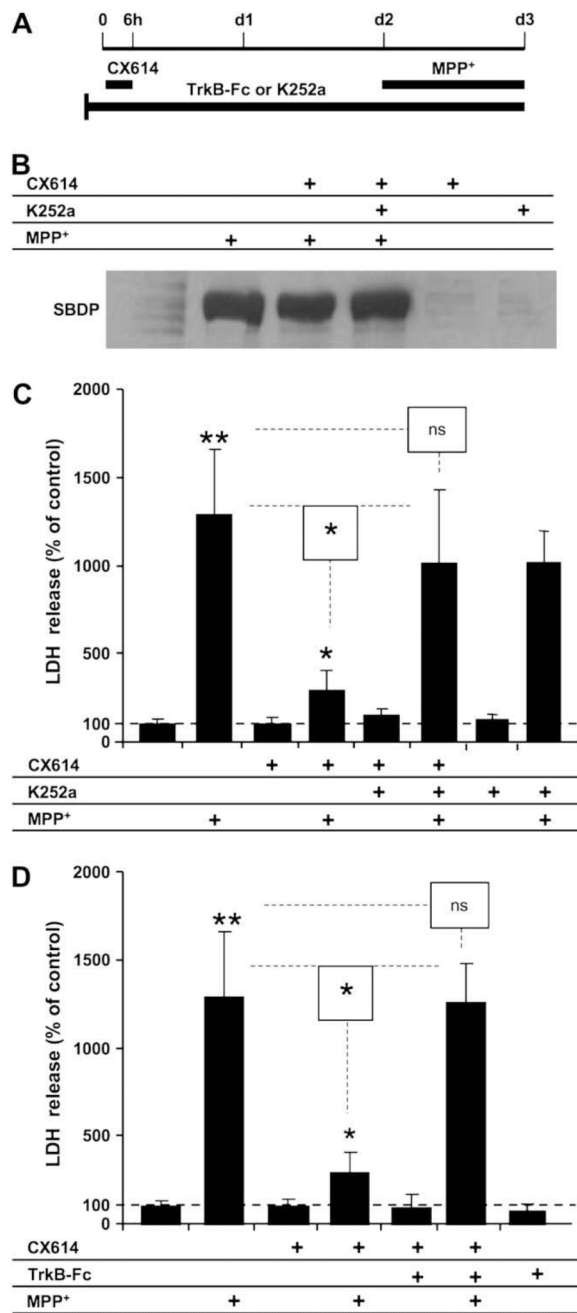 A
0 6h d1 d2 d3
CX614 MPP⁺
TrkB-Fc or K252a
B
CX614 + + +
K252a + +
MPP⁺ + + +
SBDP
C
2000
ns
**
1500
*
LDH release (% of control)
1000
*
500
100
0
CX614 + + + +
K252a + + + +
MPP⁺ + + + +
D
2000
ns
**
1500
*
LDH release (% of control)
1000
*
500
100
0
CX614 + + + +
TrkB-Fc + + +
MPP⁺ + + +